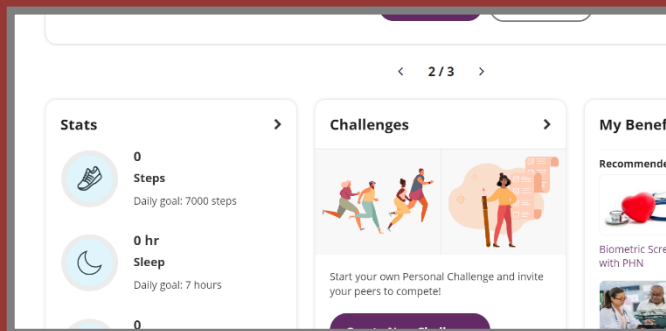 2 / 3
Stats
0
Steps
Daily goal: 7000 steps
0 hr
Sleep
Daily goal: 7 hours
0
Challenges
Start your own Personal Challenge and invite
your peers to compete!
My Benef
Recommende
Biometric Scre
with PHN